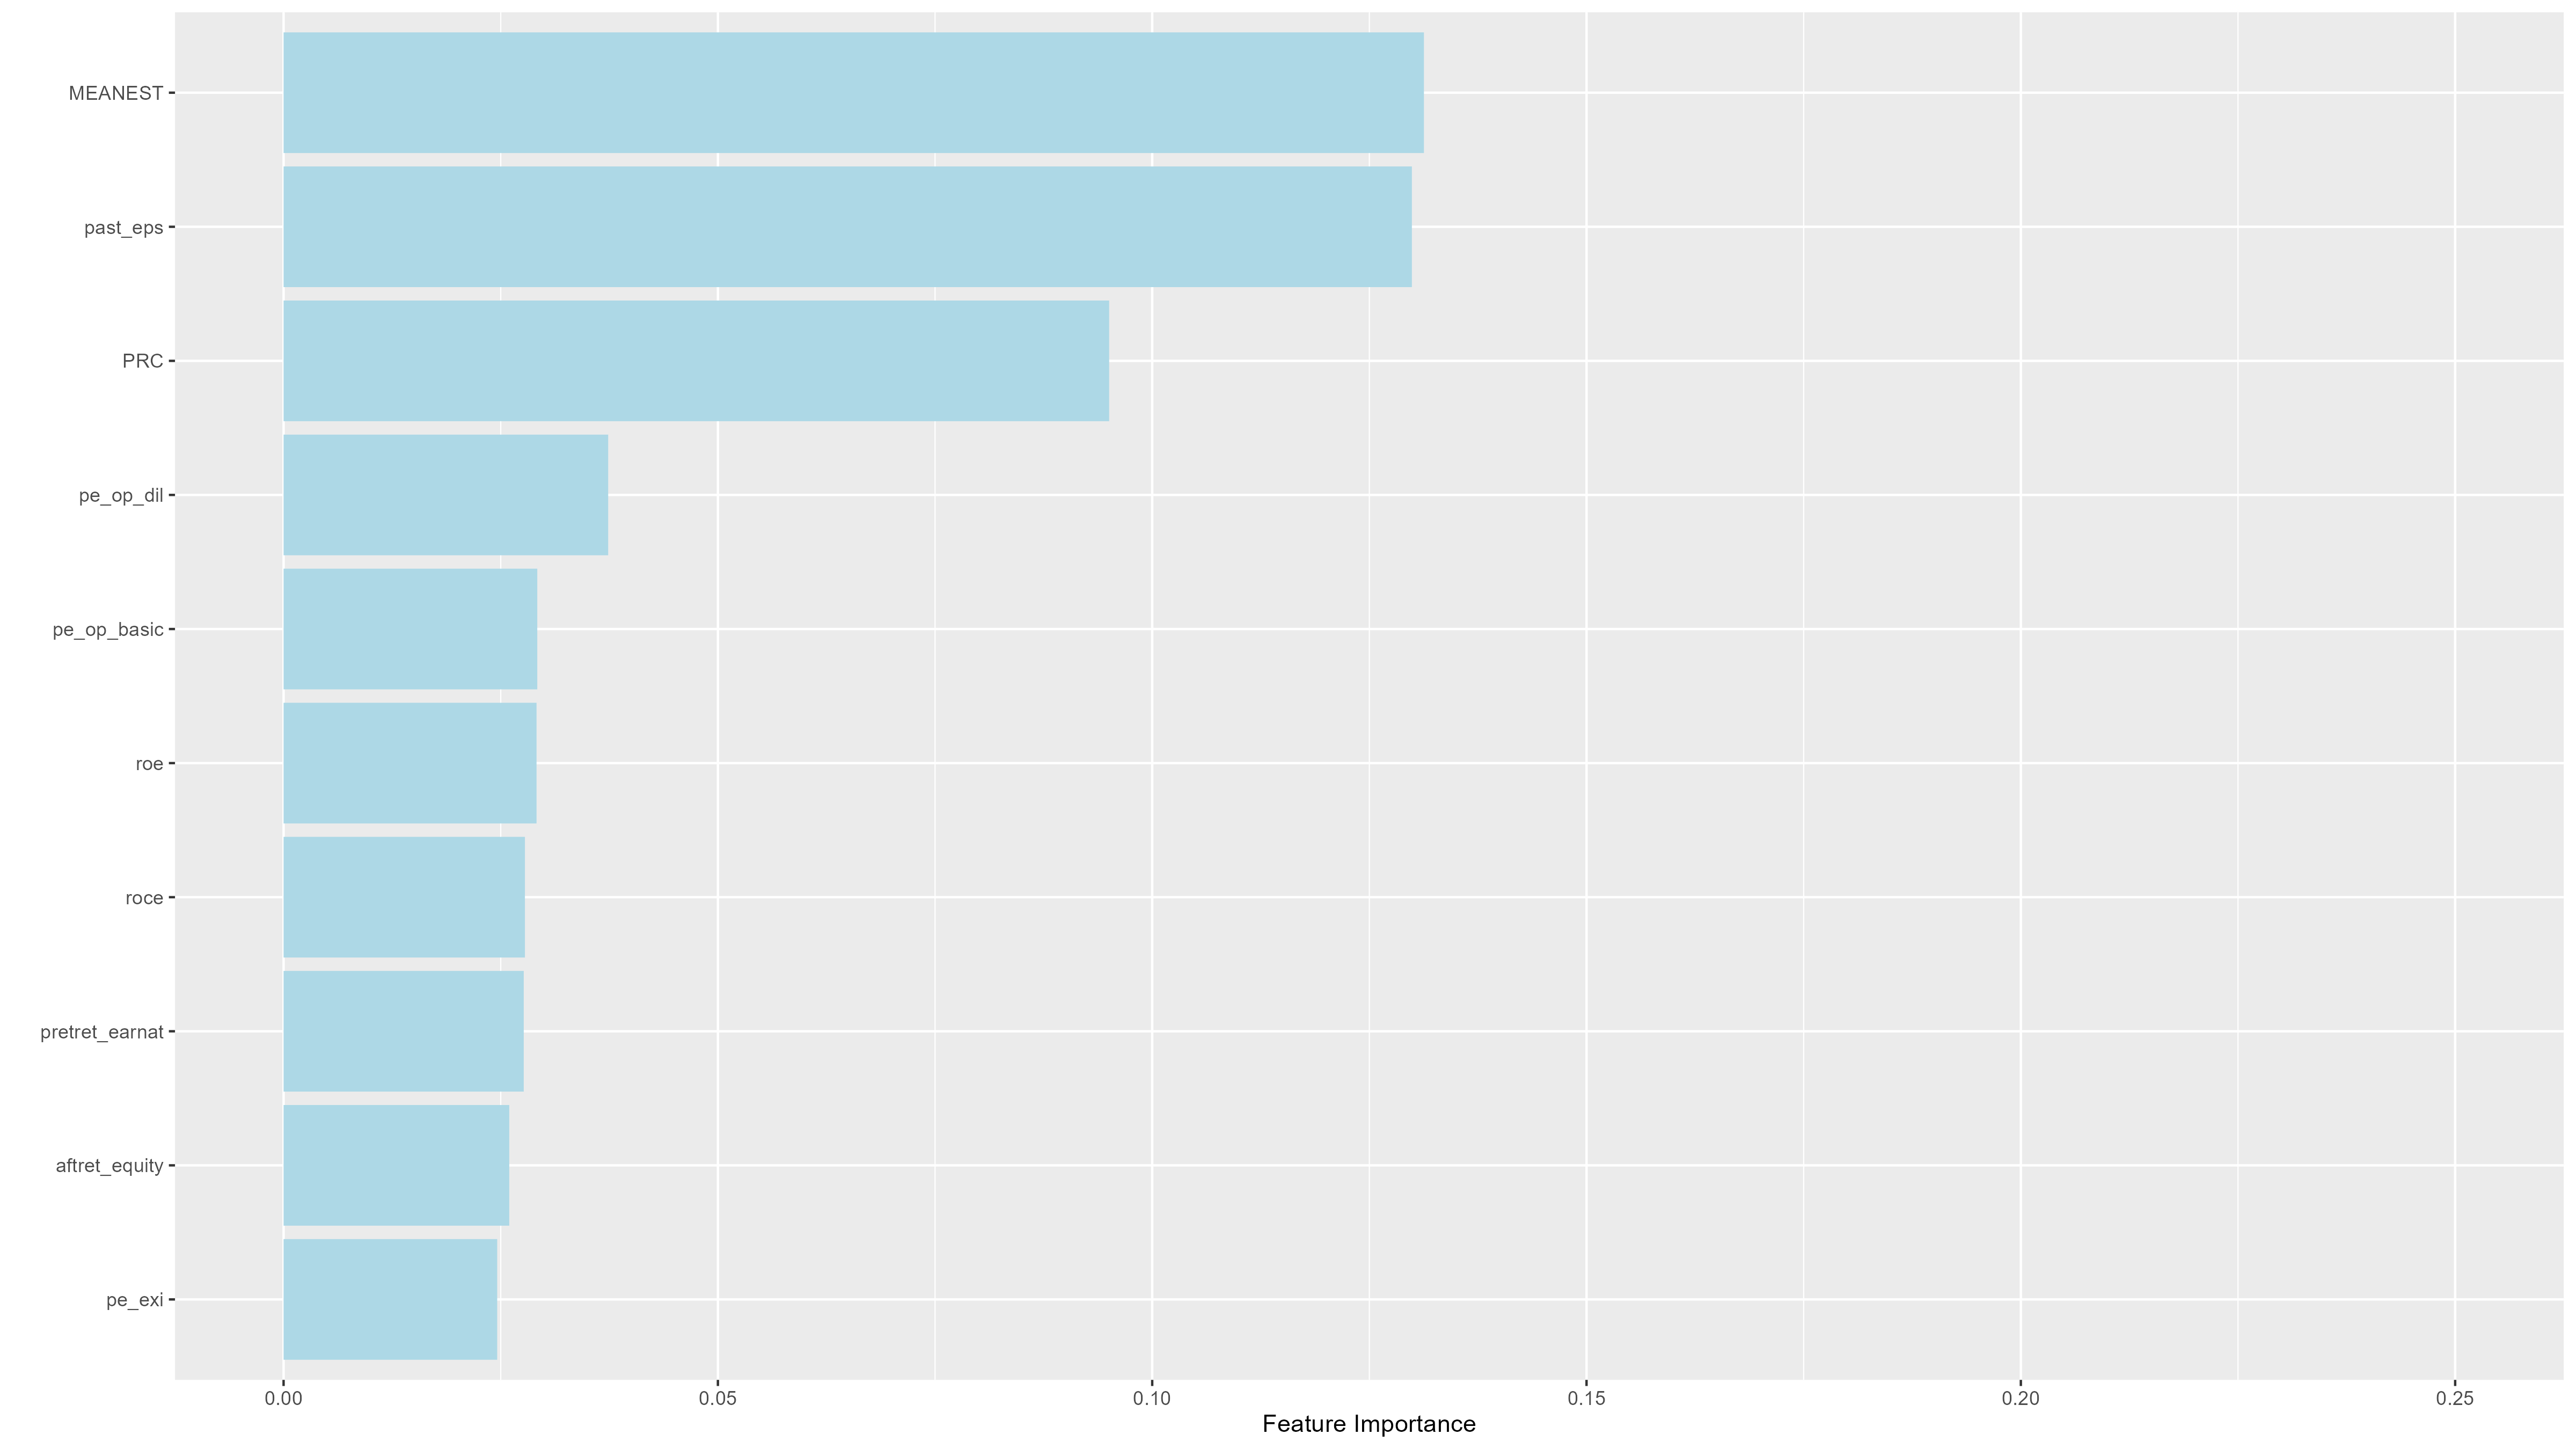 MEANEST
past_eps
PRC
pe_op_dil
pe_op_basic
roe
roce
pretret_earnat
aftret_equity
pe_exi
0.00 0.05 0.10 0.15 0.20 0.25
Feature Importance